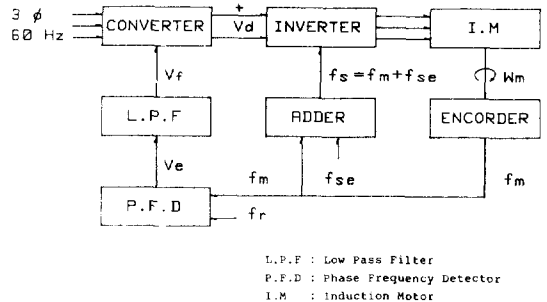 3 ϕ
60 Hz
CONVERTER
+
Vd
INVERTER
I.M
Vf
fs=fm+fse
Wm
L.P.F
ADDER
ENCORDER
Ve
fm
fse
fm
P.F.D
fr
L.P.F : Low Pass Filter
P.F.D : Phase Frequency Detector
I.M : Induction Motor